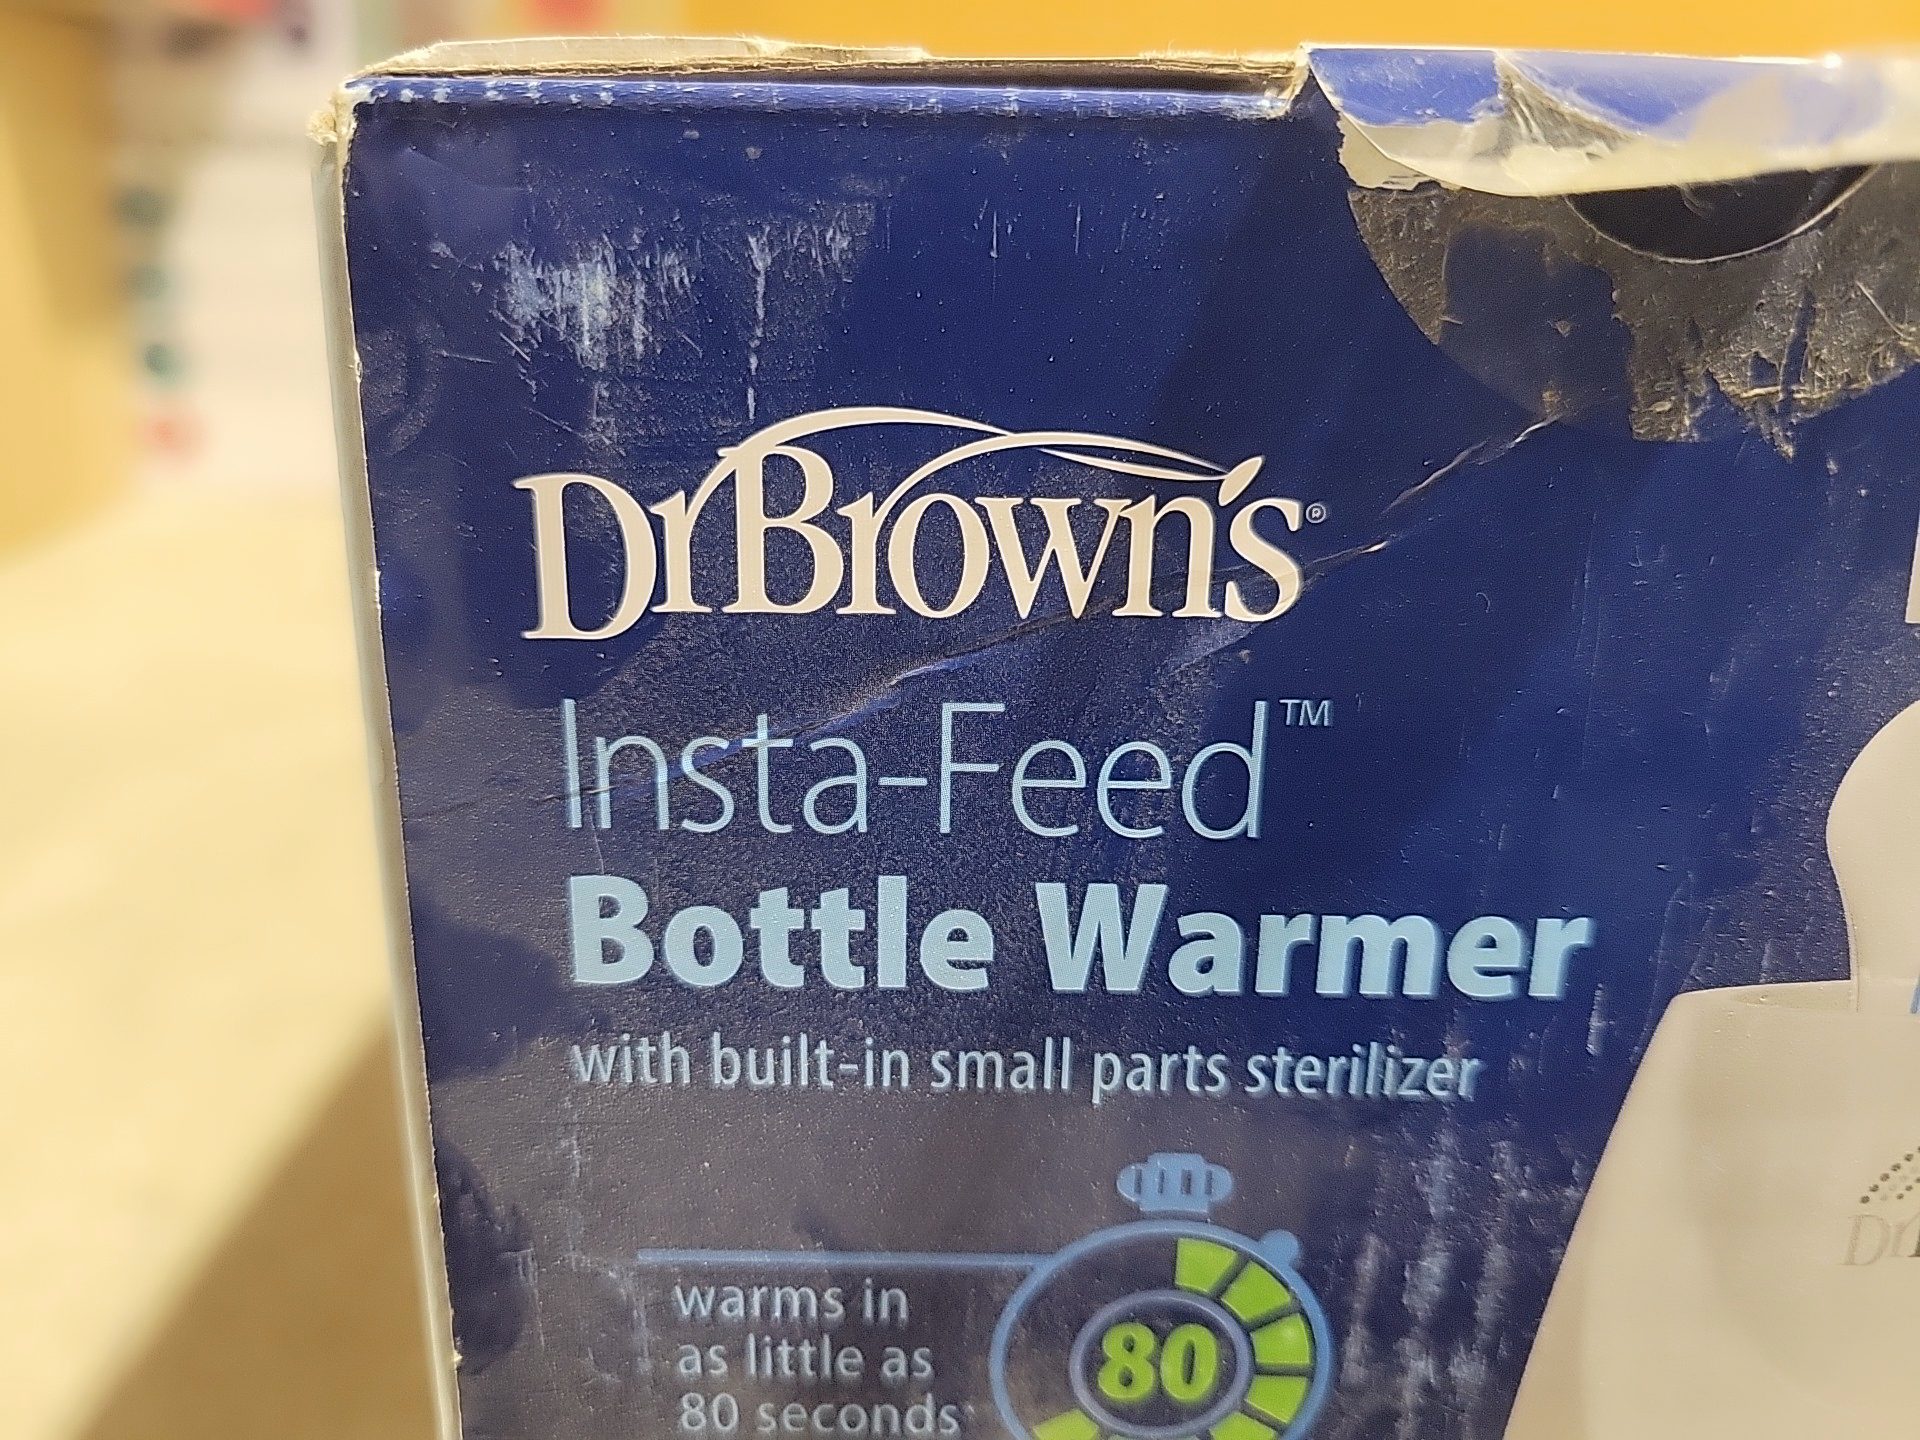 DrBrown's®
Insta-Feed™
Bottle Warmer
with built-in small parts sterilizer
warms in
as little as
80 seconds
80